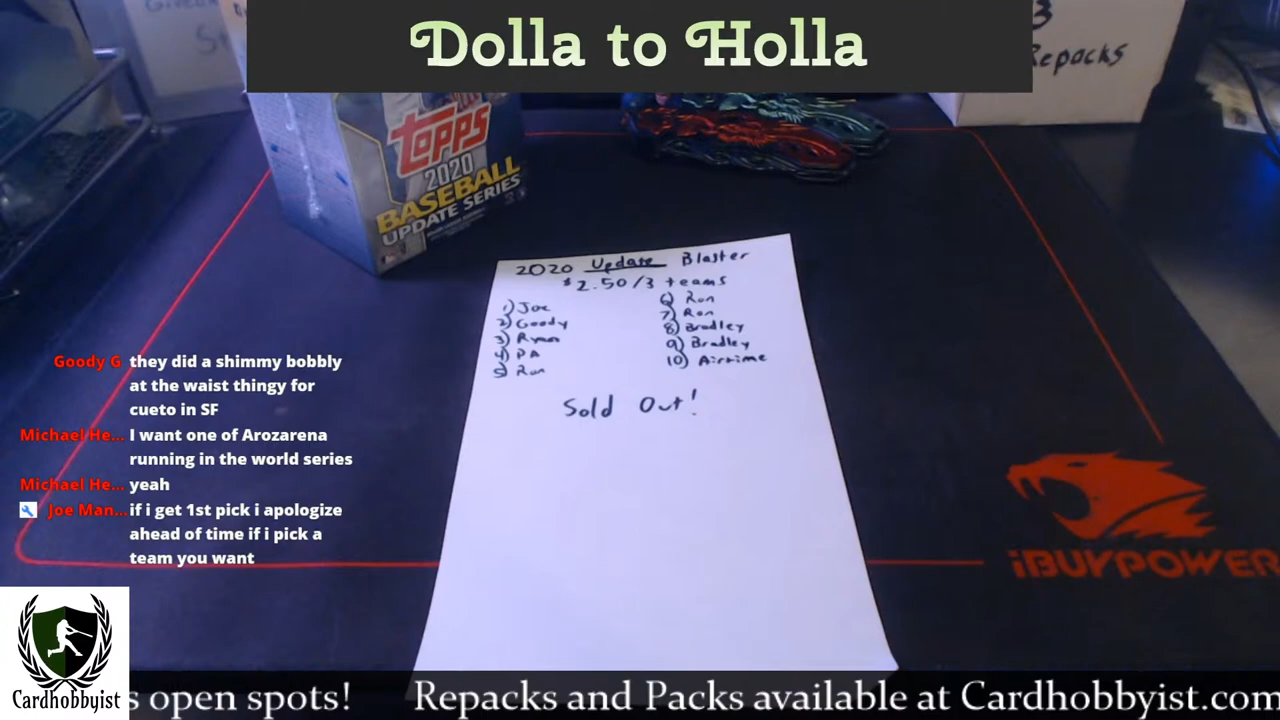 Dolla to Holla
3
Repacks
TOPPS
2020
BASEBALL
UPDATE SERIES
2020 Update Blaster
$2.50/3 teams
1) Joe
2) Goody
3) Ryan
4) PA
5) Ron
6) Ron
7) Ron
8) Bradley
9) Bradley
10) Airtime
Sold Out!
Goody G they did a shimmy bobbly
at the waist thingy for
cueto in SF
Michael He... I want one of Arozarena
running in the world series
Michael He... yeah
Joe Man... if i get 1st pick i apologize
ahead of time if i pick a
team you want
iBUYPOWER
Cardhobbyist
s open spots! Repacks and Packs available at Cardhobbyist.com